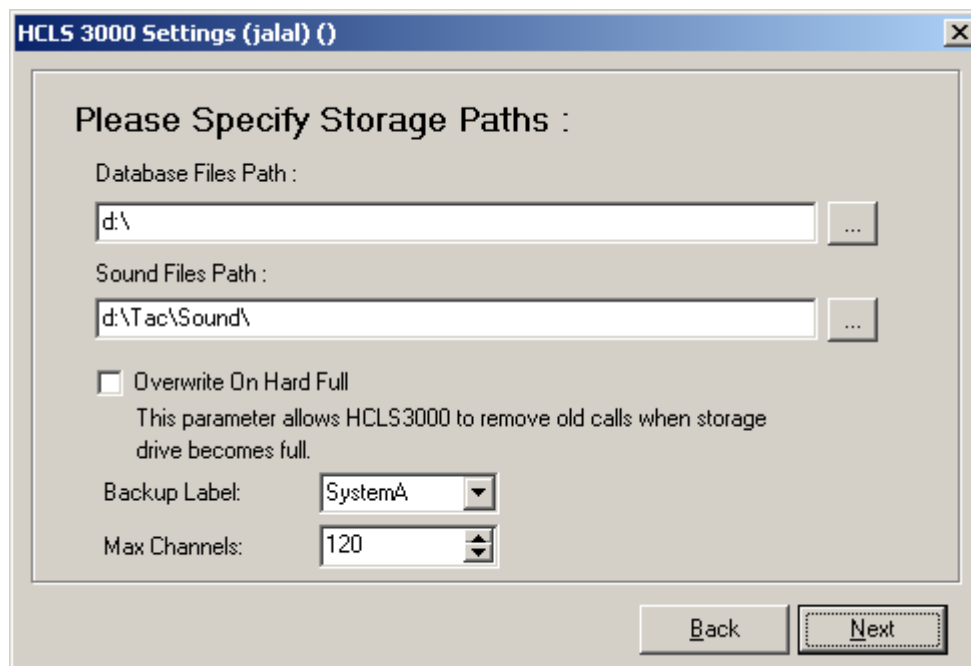 HCLS 3000 Settings (jalal) ()
Please Specify Storage Paths :
Database Files Path :
d:\
...
Sound Files Path :
d:\Tac\Sound\
...
Overwrite On Hard Full
This parameter allows HCLS3000 to remove old calls when storage
drive becomes full.
Backup Label: SystemA
Max Channels: 120
Back Next